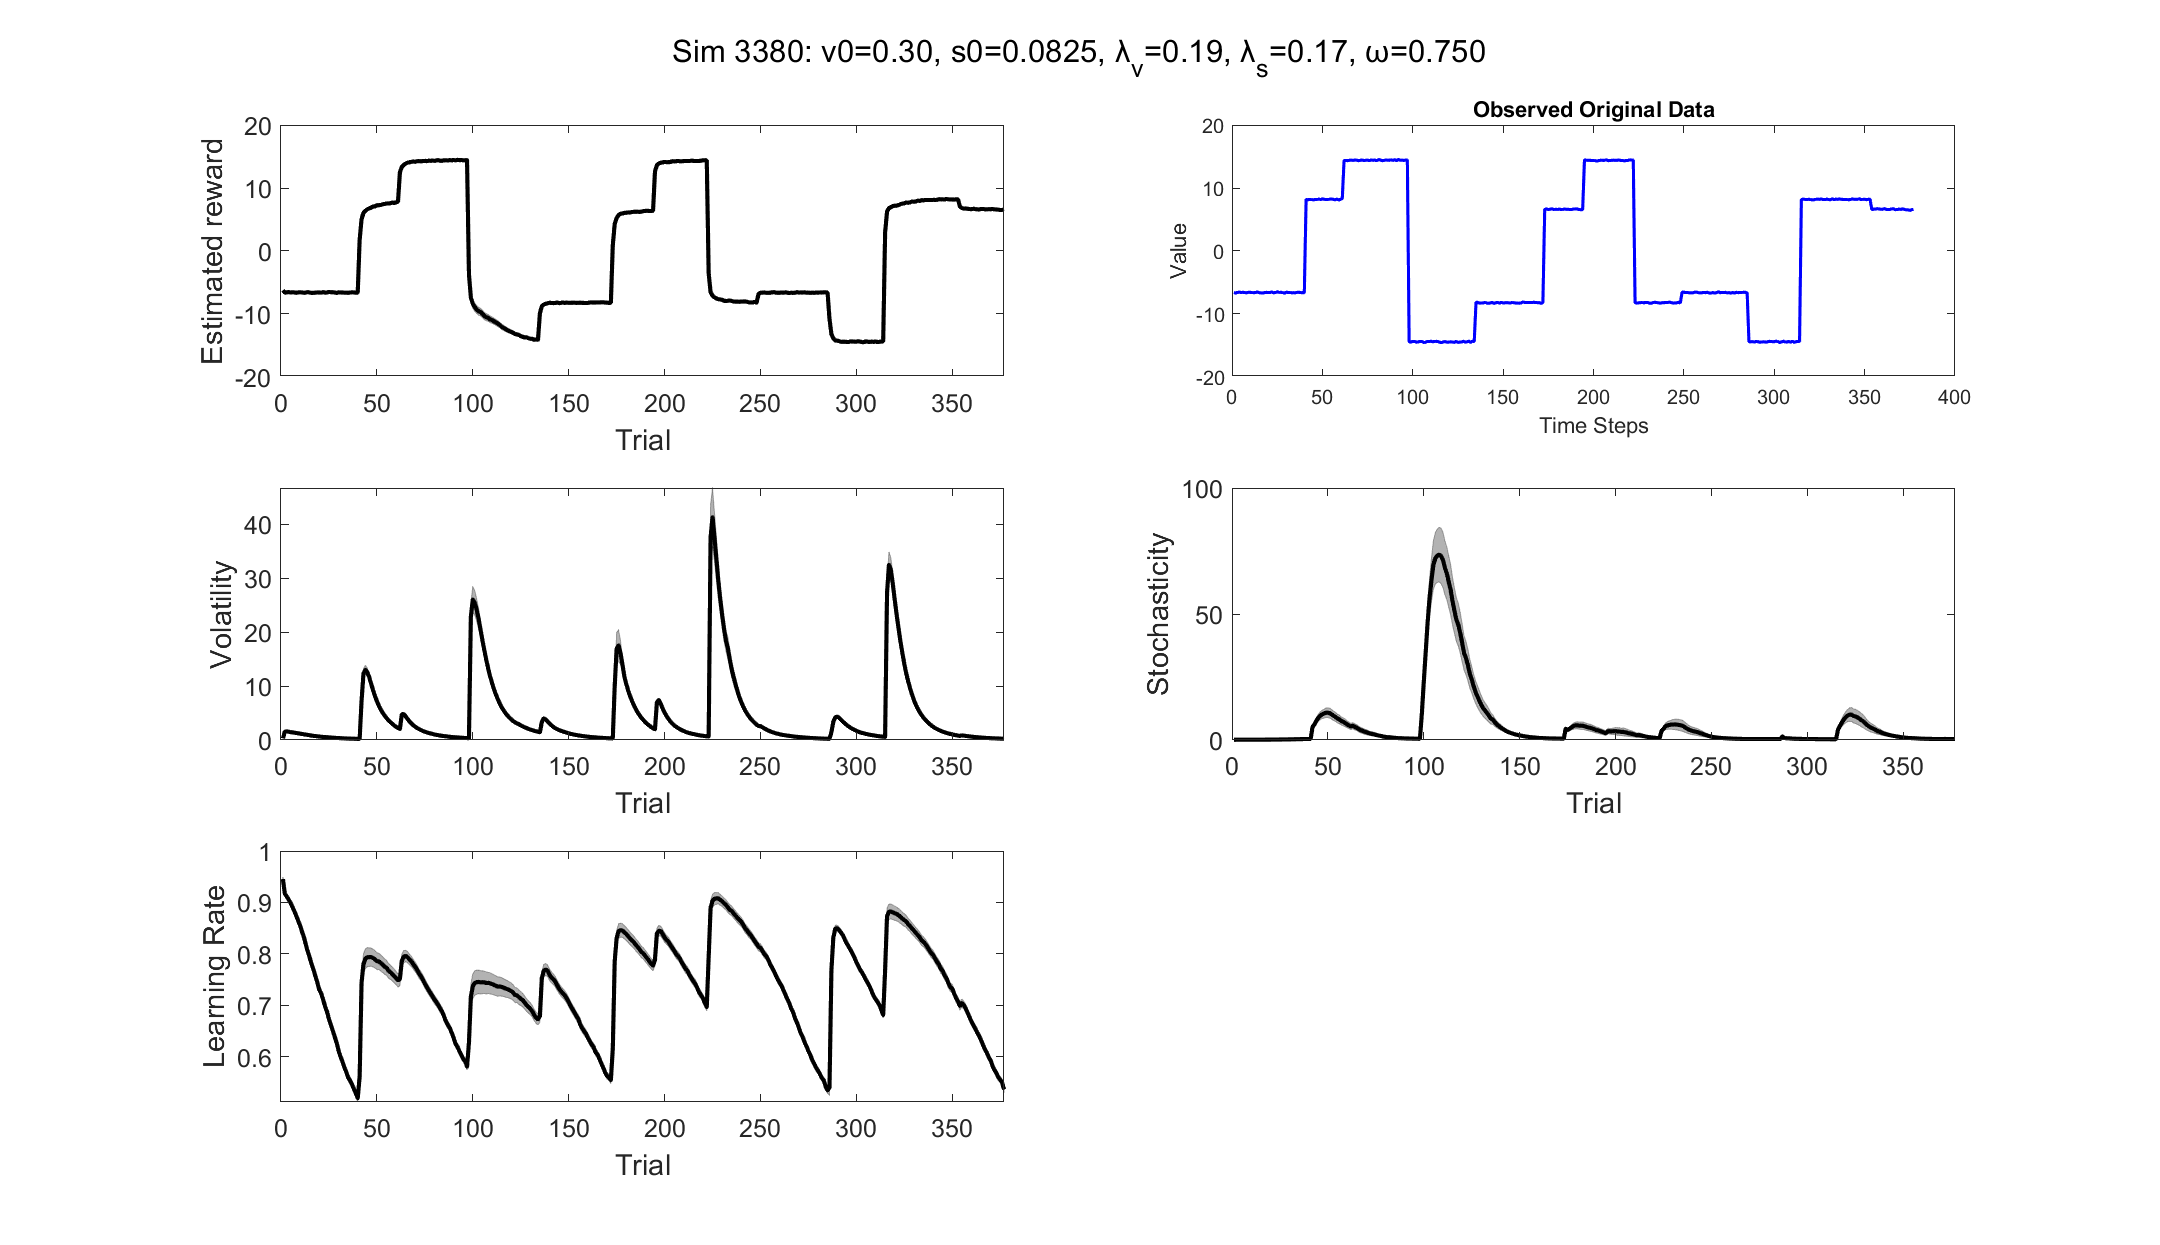 Sim 3380: v0=0.30, s0=0.0825, λ_v=0.19, λ_s=0.17, ω=0.750
Estimated reward
20
10
0
-10
-20
0 50 100 150 200 250 300 350
Trial
Observed Original Data
Value
20
10
0
-10
-20
0 50 100 150 200 250 300 350 400
Time Steps
Volatility
40
30
20
10
0
0 50 100 150 200 250 300 350
Trial
Stochasticity
100
50
0
0 50 100 150 200 250 300 350
Trial
Learning Rate
1
0.9
0.8
0.7
0.6
0 50 100 150 200 250 300 350
Trial